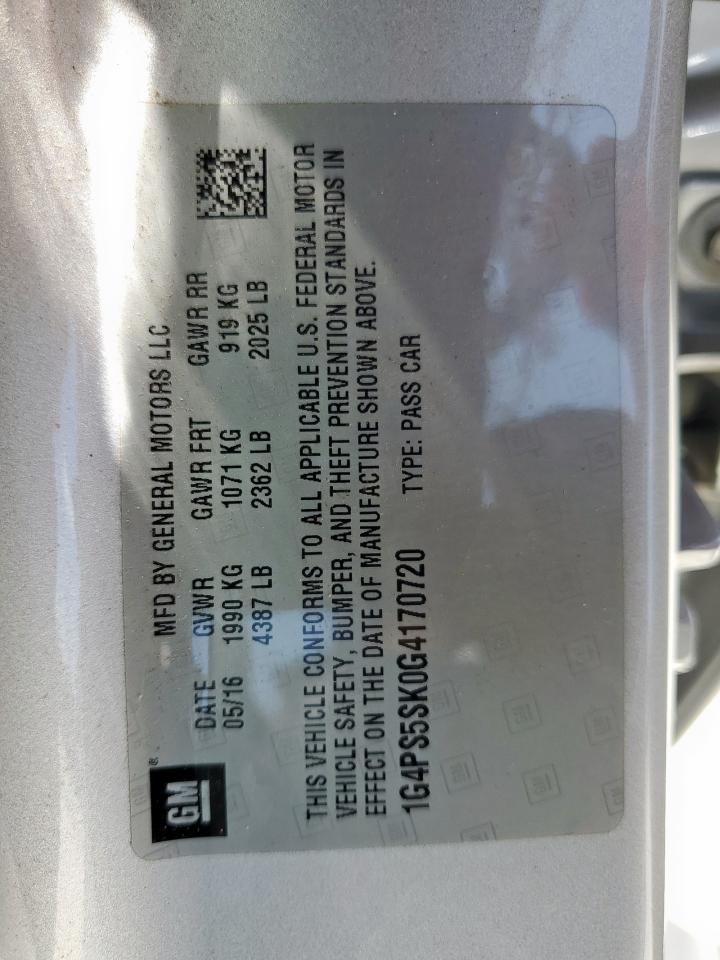 GM®
MFD BY GENERAL MOTORS LLC
DATE GVWR GAWR FRT GAWR RR
05/16 1990 KG 1071 KG 919 KG
4387 LB 2362 LB 2025 LB
THIS VEHICLE CONFORMS TO ALL APPLICABLE U.S. FEDERAL MOTOR
VEHICLE SAFETY, BUMPER, AND THEFT PREVENTION STANDARDS IN
EFFECT ON THE DATE OF MANUFACTURE SHOWN ABOVE.
1G4PS5SK0G4170720 TYPE: PASS CAR